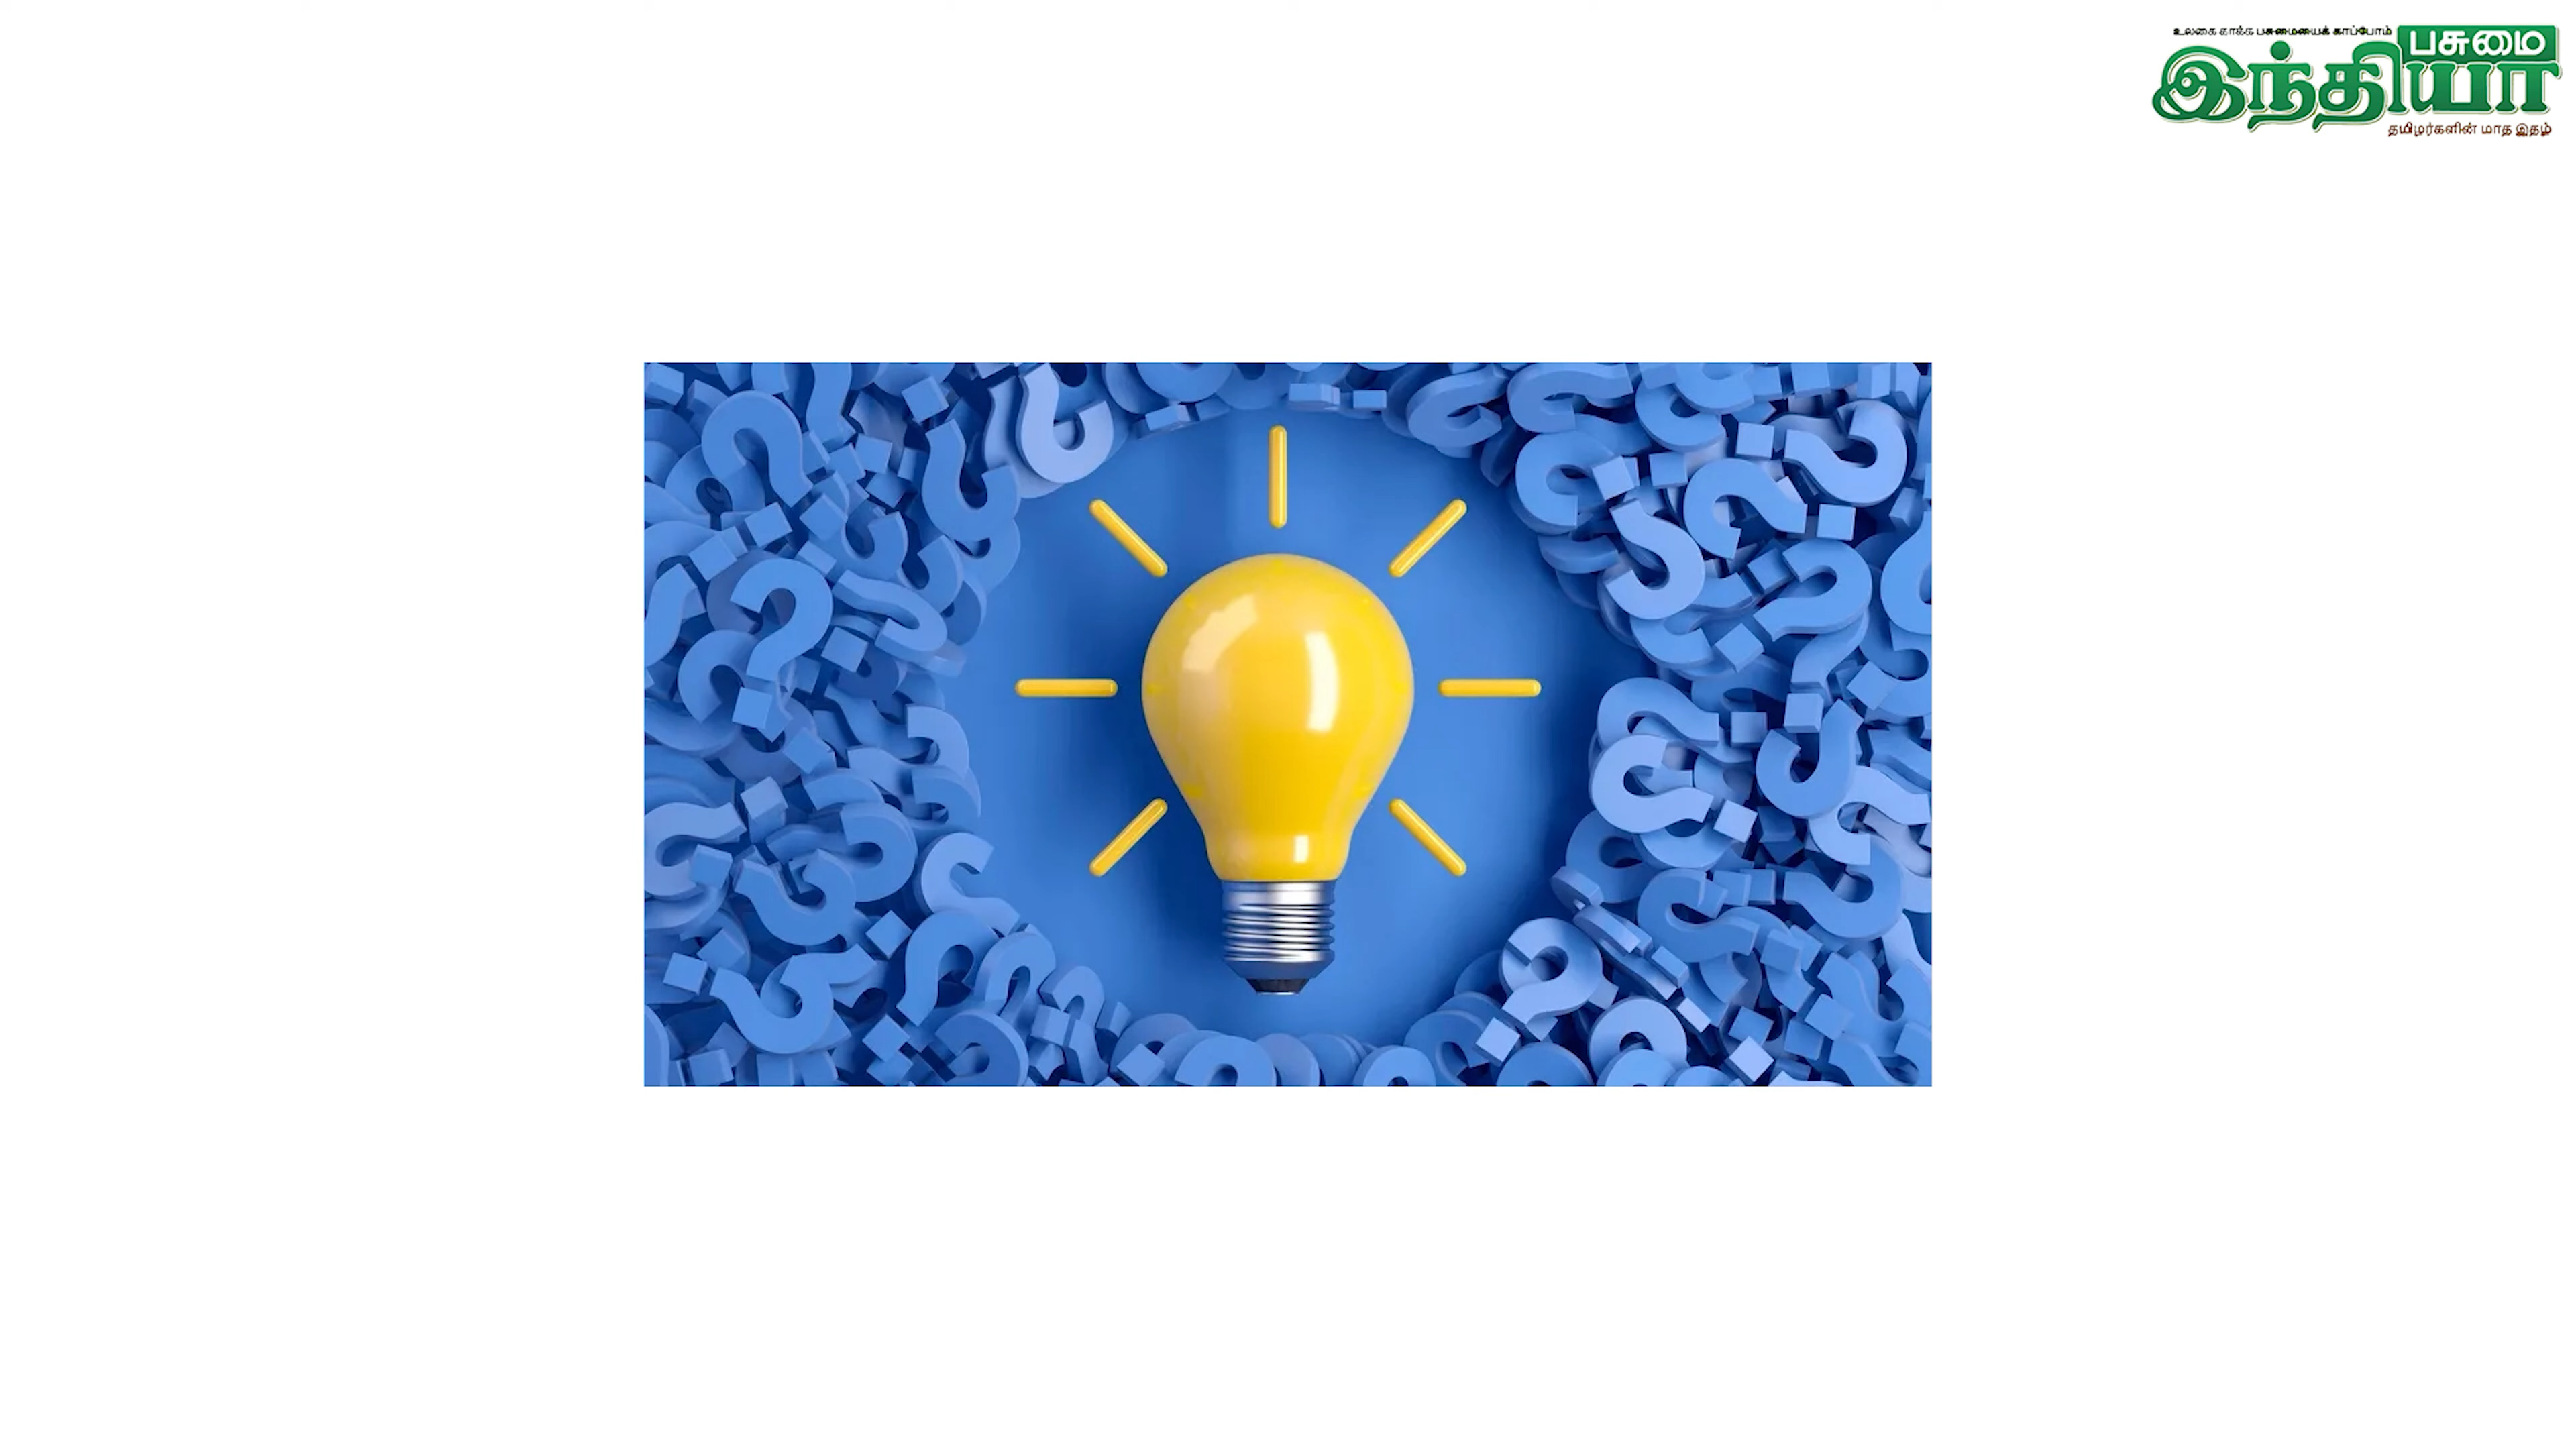 உலகை காக்க பசுமையைக் காப்போம்
பசுமை
இந்தியா
தமிழர்களின் மாத இதழ்